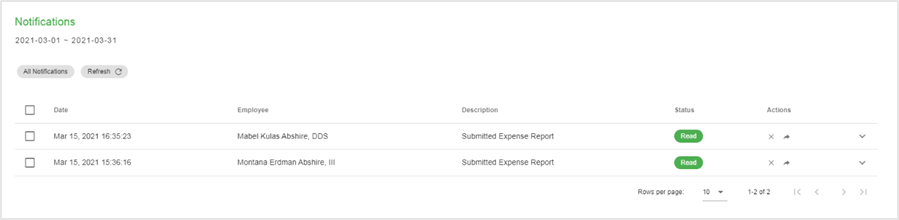 Notifications
2021-03-01 ~ 2021-03-31
All Notifications Refresh
Date Employee Description Status Actions
Mar 15, 2021 16:35:23 Mabel Kulas Abshire, DDS Submitted Expense Report Read
Mar 15, 2021 15:36:16 Montana Erdman Abshire, III Submitted Expense Report Read
Rows per page: 10 1-2 of 2